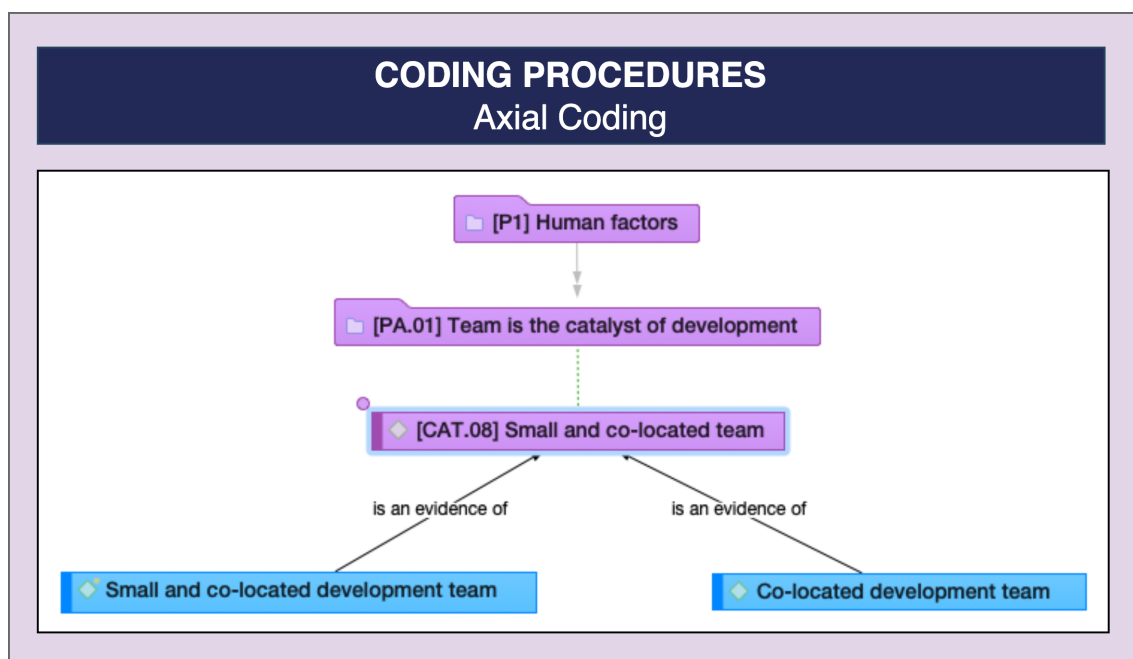 CODING PROCEDURES
Axial Coding
[P1] Human factors
[PA.01] Team is the catalyst of development
[CAT.08] Small and co-located team
is an evidence of
is an evidence of
Small and co-located development team
Co-located development team